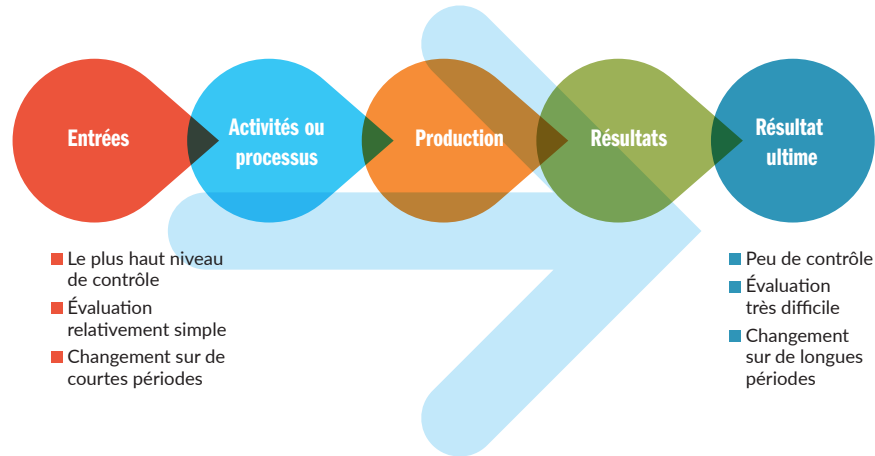 Entrées
Activités ou
processus
Production
Résultats
Résultat
ultime
Le plus haut niveau
de contrôle
Évaluation
relativement simple
Changement sur de
courtes périodes
Peu de contrôle
Évaluation
très difficile
Changement
sur de longues
périodes